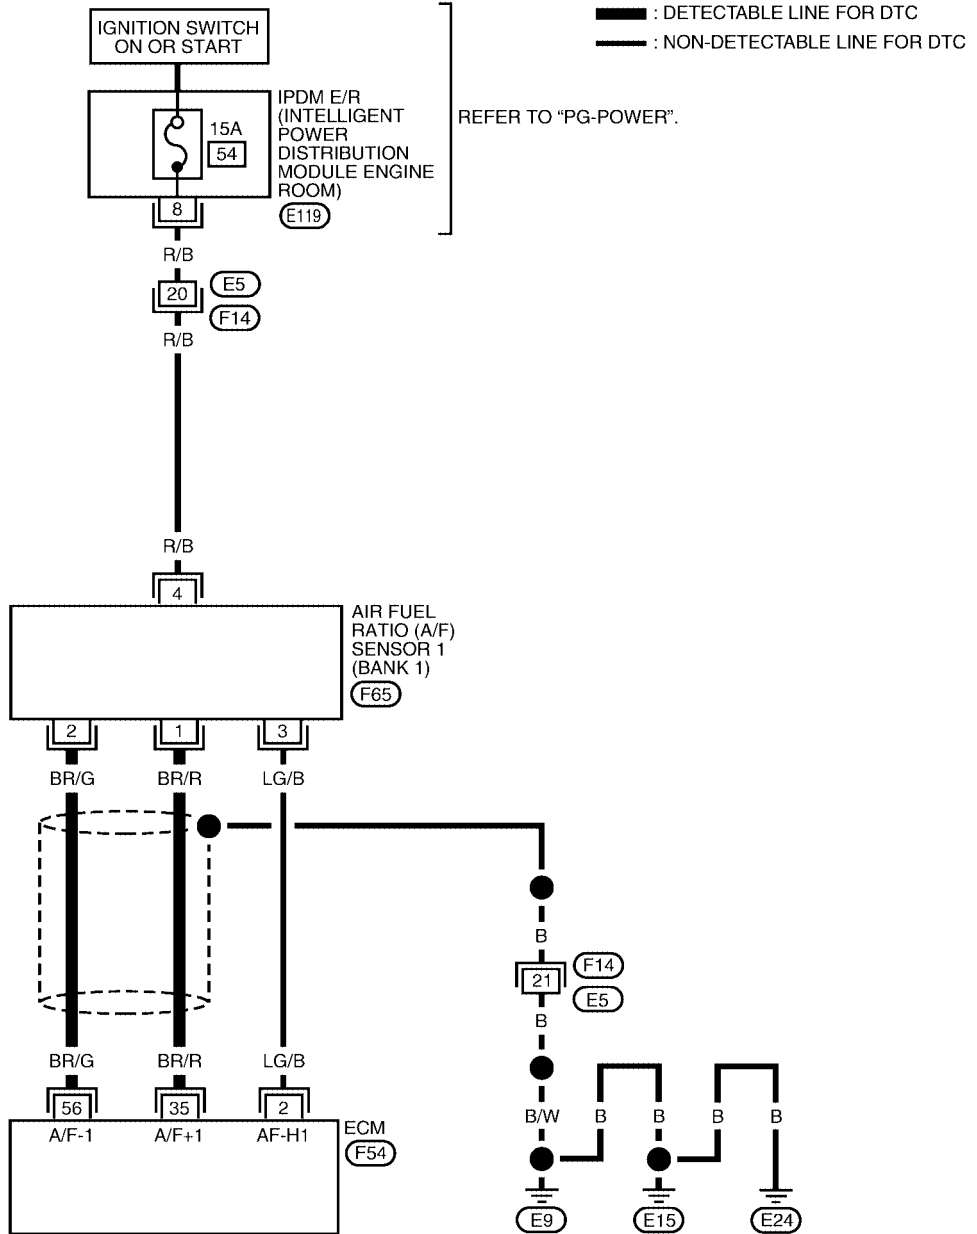 IGNITION SWITCH
ON OR START
: DETECTABLE LINE FOR DTC
: NON-DETECTABLE LINE FOR DTC
IPDM E/R
(INTELLIGENT
POWER
DISTRIBUTION
MODULE ENGINE
ROOM)
15A
54
REFER TO “PG-POWER”.
8
E119
R/B
20
E5
F14
R/B
R/B
4
AIR FUEL
RATIO (A/F)
SENSOR 1
(BANK 1)
F65
2
1
3
BR/G
BR/R
LG/B
B
21
F14
E5
B
BR/G
BR/R
LG/B
56
35
2
A/F-1
A/F+1
AF-H1
ECM
F54
B/W
B
B
B
B
E9
E15
E24